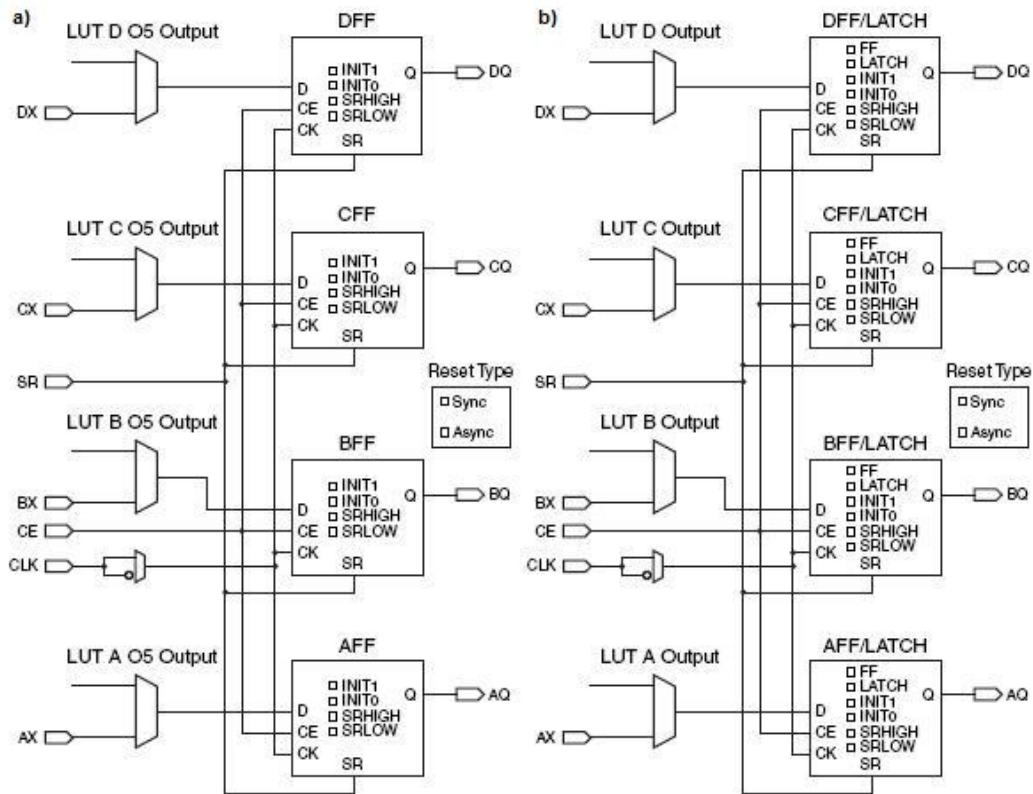 a)
LUT D O5 Output
DX
DFF
INIT1
INIT0
SRHIGH
SRLOW
D
CE
CK
SR
Q
DQ
LUT C O5 Output
CX
CFF
INIT1
INIT0
SRHIGH
SRLOW
D
CE
CK
SR
Q
CQ
SR
Reset Type
Sync
Async
LUT B O5 Output
BX
CE
CLK
BFF
INIT1
INIT0
SRHIGH
SRLOW
D
CE
CK
SR
Q
BQ
LUT A O5 Output
AX
AFF
INIT1
INIT0
SRHIGH
SRLOW
D
CE
CK
SR
Q
AQ
b)
LUT D Output
DX
DFF/LATCH
FF
LATCH
INIT1
INIT0
SRHIGH
SRLOW
D
CE
CK
SR
Q
DQ
LUT C Output
CX
CFF/LATCH
FF
LATCH
INIT1
INIT0
SRHIGH
SRLOW
D
CE
CK
SR
Q
CQ
SR
Reset Type
Sync
Async
LUT B Output
BX
CE
CLK
BFF/LATCH
FF
LATCH
INIT1
INIT0
SRHIGH
SRLOW
D
CE
CK
SR
Q
BQ
LUT A Output
AX
AFF/LATCH
FF
LATCH
INIT1
INIT0
SRHIGH
SRLOW
D
CE
CK
SR
Q
AQ